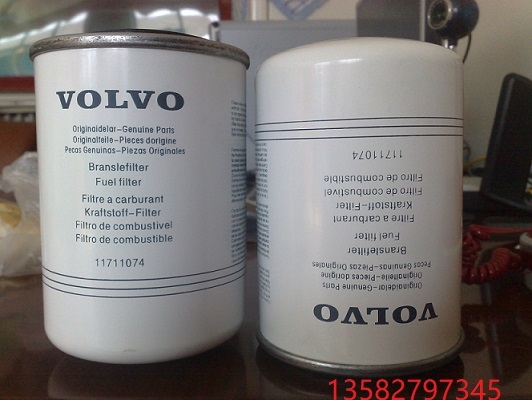 VOLVO
Originaldelar-Genuine Parts
Originalteile-Pieces dorigine
Pecas Genuinas-Piezas Originales
Branslefilter
Fuel filter
Filtre a carburant
Kraftstoff-Filter
Filtro de combustivel
Filtro de combustible
11711074
VOLVO
Originaldelar-Genuine Parts
Originalteile-Pieces dorigine
Pecas Genuinas-Piezas Originales
Branslefilter
Fuel filter
Filtre a carburant
Kraftstoff-Filter
Filtro de combustivel
Filtro de combustible
11711074
13582797345